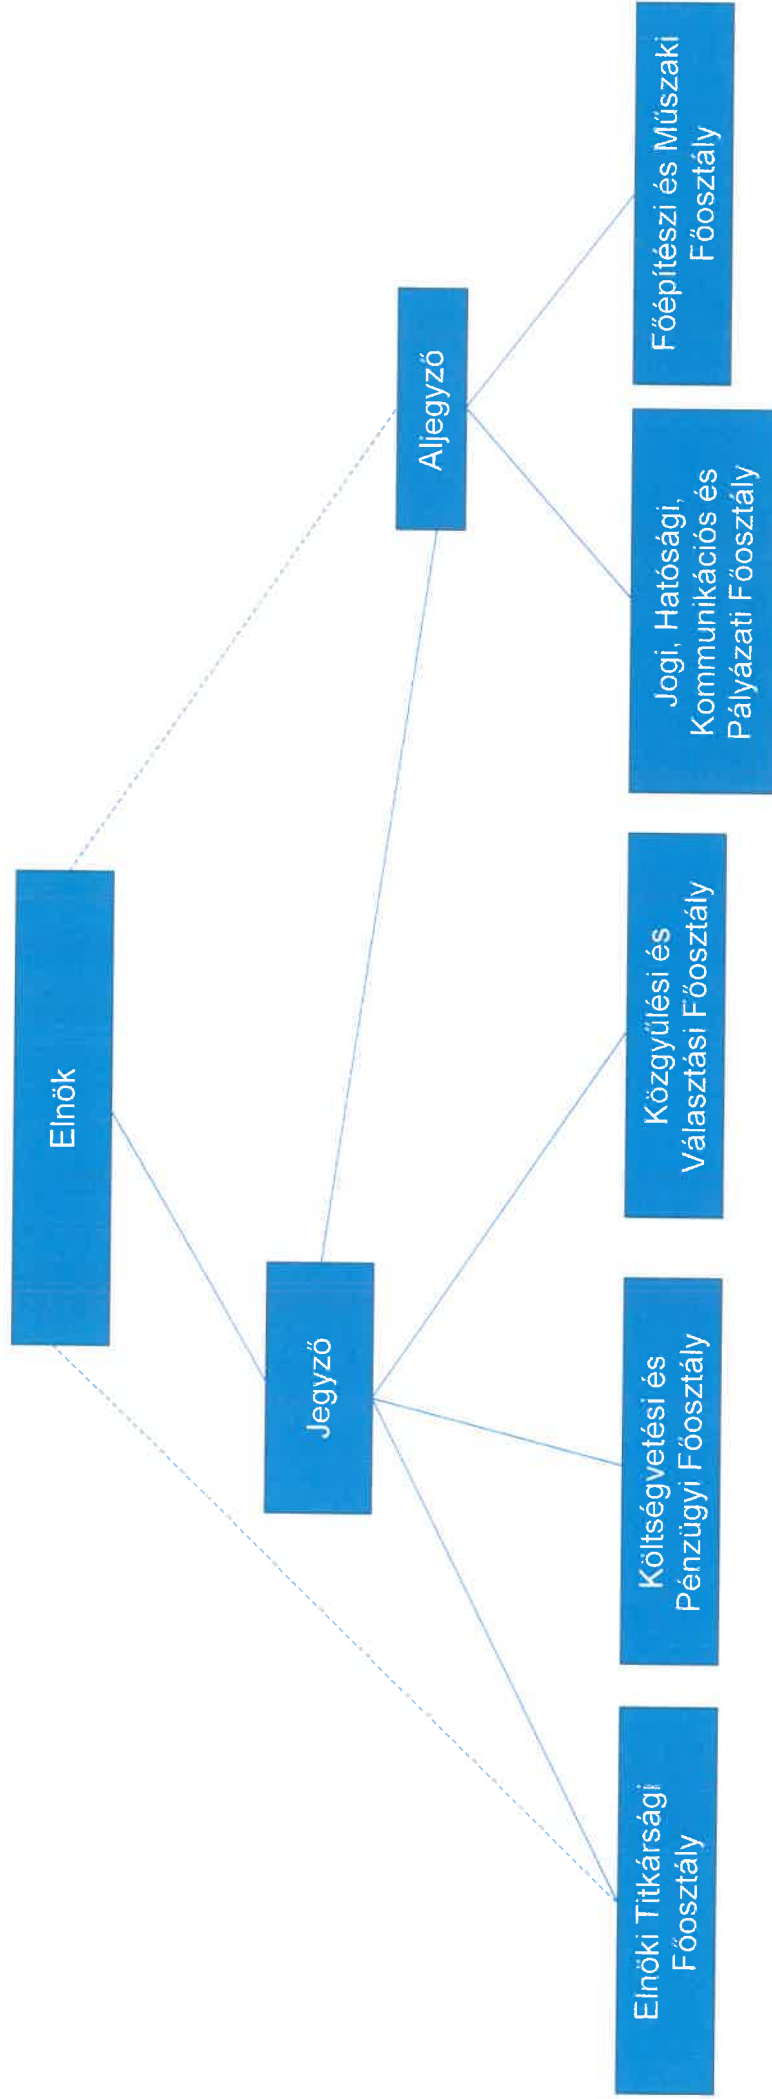 Elnök
Jegyző
Aljegyző
Elnöki Titkársági
Főosztály
Költségvetési és
Pénzügyi Főosztály
Közgyűlési és
Választási Főosztály
Jogi, Hatósági,
Kommunikációs és
Pályázati Főosztály
Főépítészi és Műszaki
Főosztály